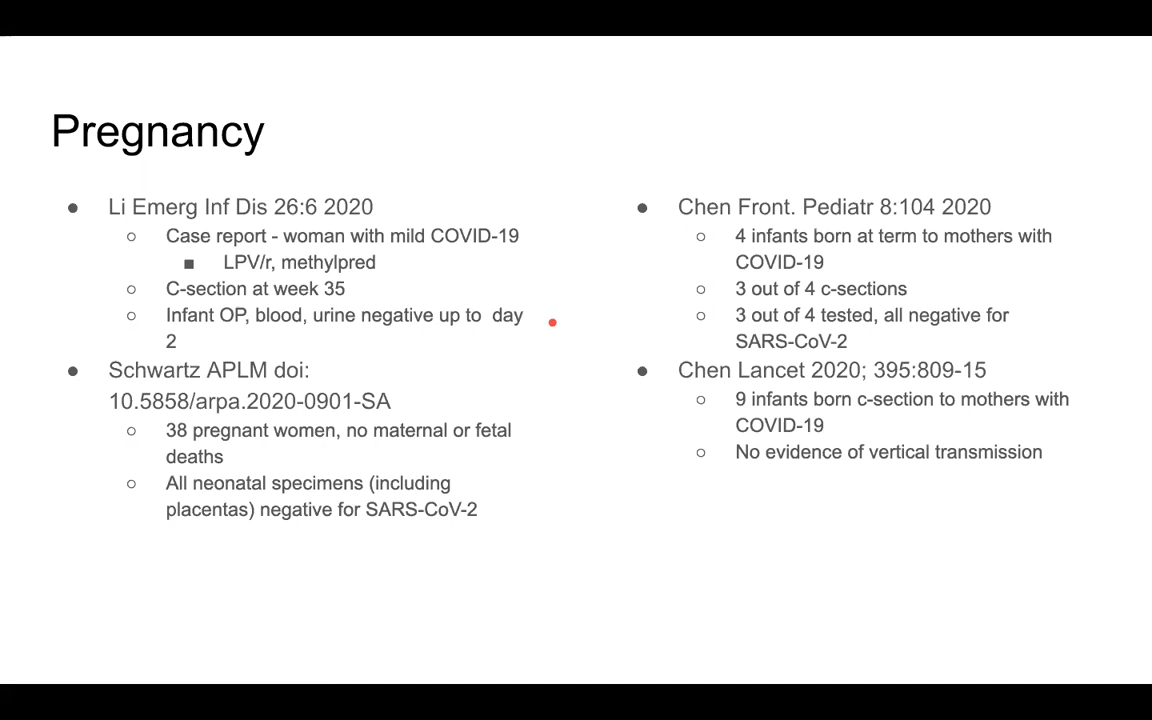 Pregnancy
Li Emerg Inf Dis 26:6 2020
Case report - woman with mild COVID-19
LPV/r, methylpred
C-section at week 35
Infant OP, blood, urine negative up to day
2
Schwartz APLM doi:
10.5858/arpa.2020-0901-SA
38 pregnant women, no maternal or fetal
deaths
All neonatal specimens (including
placentas) negative for SARS-CoV-2
Chen Front. Pediatr 8:104 2020
4 infants born at term to mothers with
COVID-19
3 out of 4 c-sections
3 out of 4 tested, all negative for
SARS-CoV-2
Chen Lancet 2020; 395:809-15
9 infants born c-section to mothers with
COVID-19
No evidence of vertical transmission